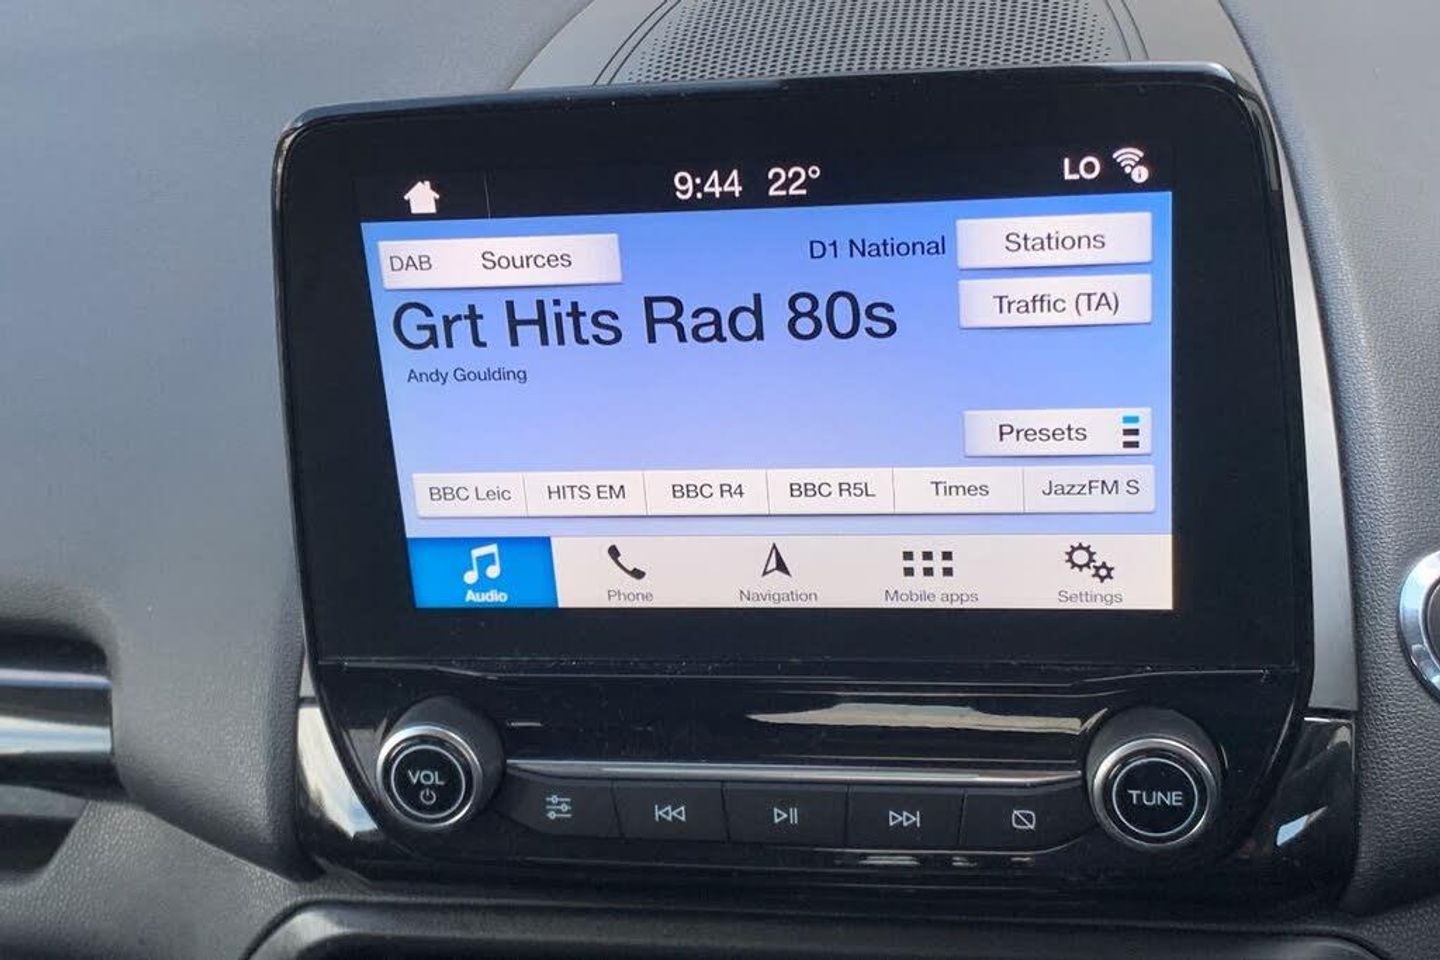 9:44 22° LO
DAB Sources
D1 National
Stations
Grt Hits Rad 80s
Traffic (TA)
Andy Goulding
Presets
BBC Leic
HITS EM
BBC R4
BBC R5L
Times
JazzFM S
Audio
Phone
Navigation
Mobile apps
Settings
VOL
TUNE